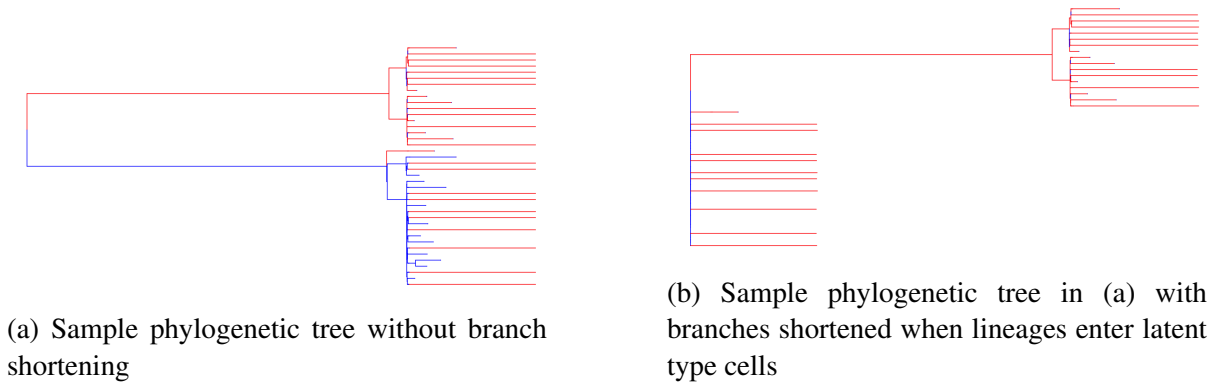 (a) Sample phylogenetic tree without branch
shortening
(b) Sample phylogenetic tree in (a) with
branches shortened when lineages enter latent
type cells